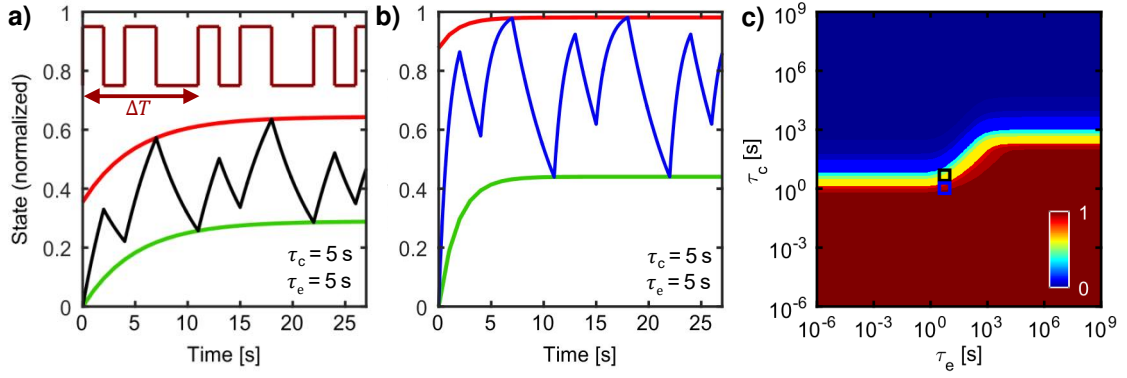 a)
State (normalized)
1
0.8
0.6
0.4
0.2
0
ΔT
τc = 5 s
τe = 5 s
0 5 10 15 20 25
Time [s]
b)
1
0.8
0.6
0.4
0.2
0
τc = 5 s
τe = 5 s
0 5 10 15 20 25
Time [s]
c)
τc [s]
10^9
10^6
10^3
10^0
10^-3
10^-6
1
0
10^-6 10^-3 10^0 10^3 10^6 10^9
τe [s]